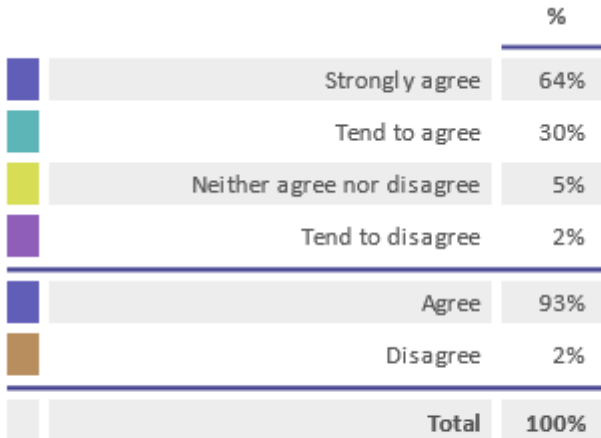 %
Strongly agree 64%
Tend to agree 30%
Neither agree nor disagree 5%
Tend to disagree 2%
Agree 93%
Disagree 2%
Total 100%